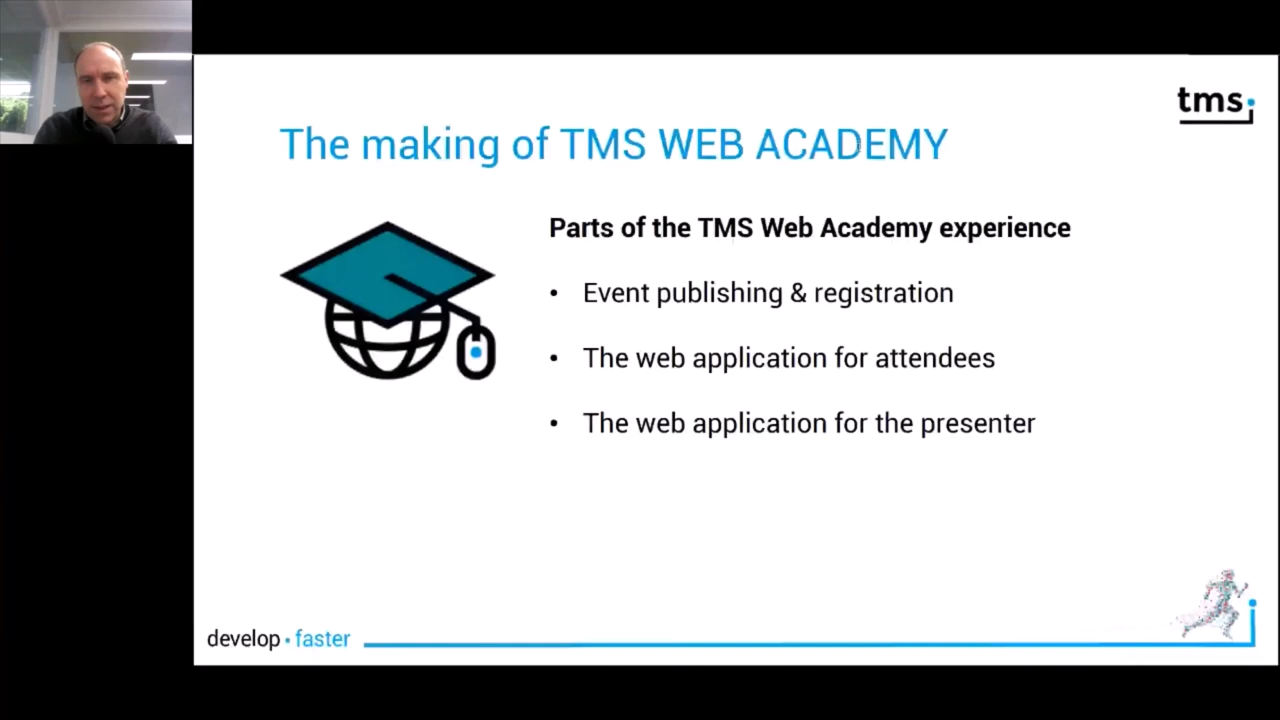 tms
The making of TMS WEB ACADEMY
Parts of the TMS Web Academy experience
• Event publishing & registration
• The web application for attendees
• The web application for the presenter
develop • faster